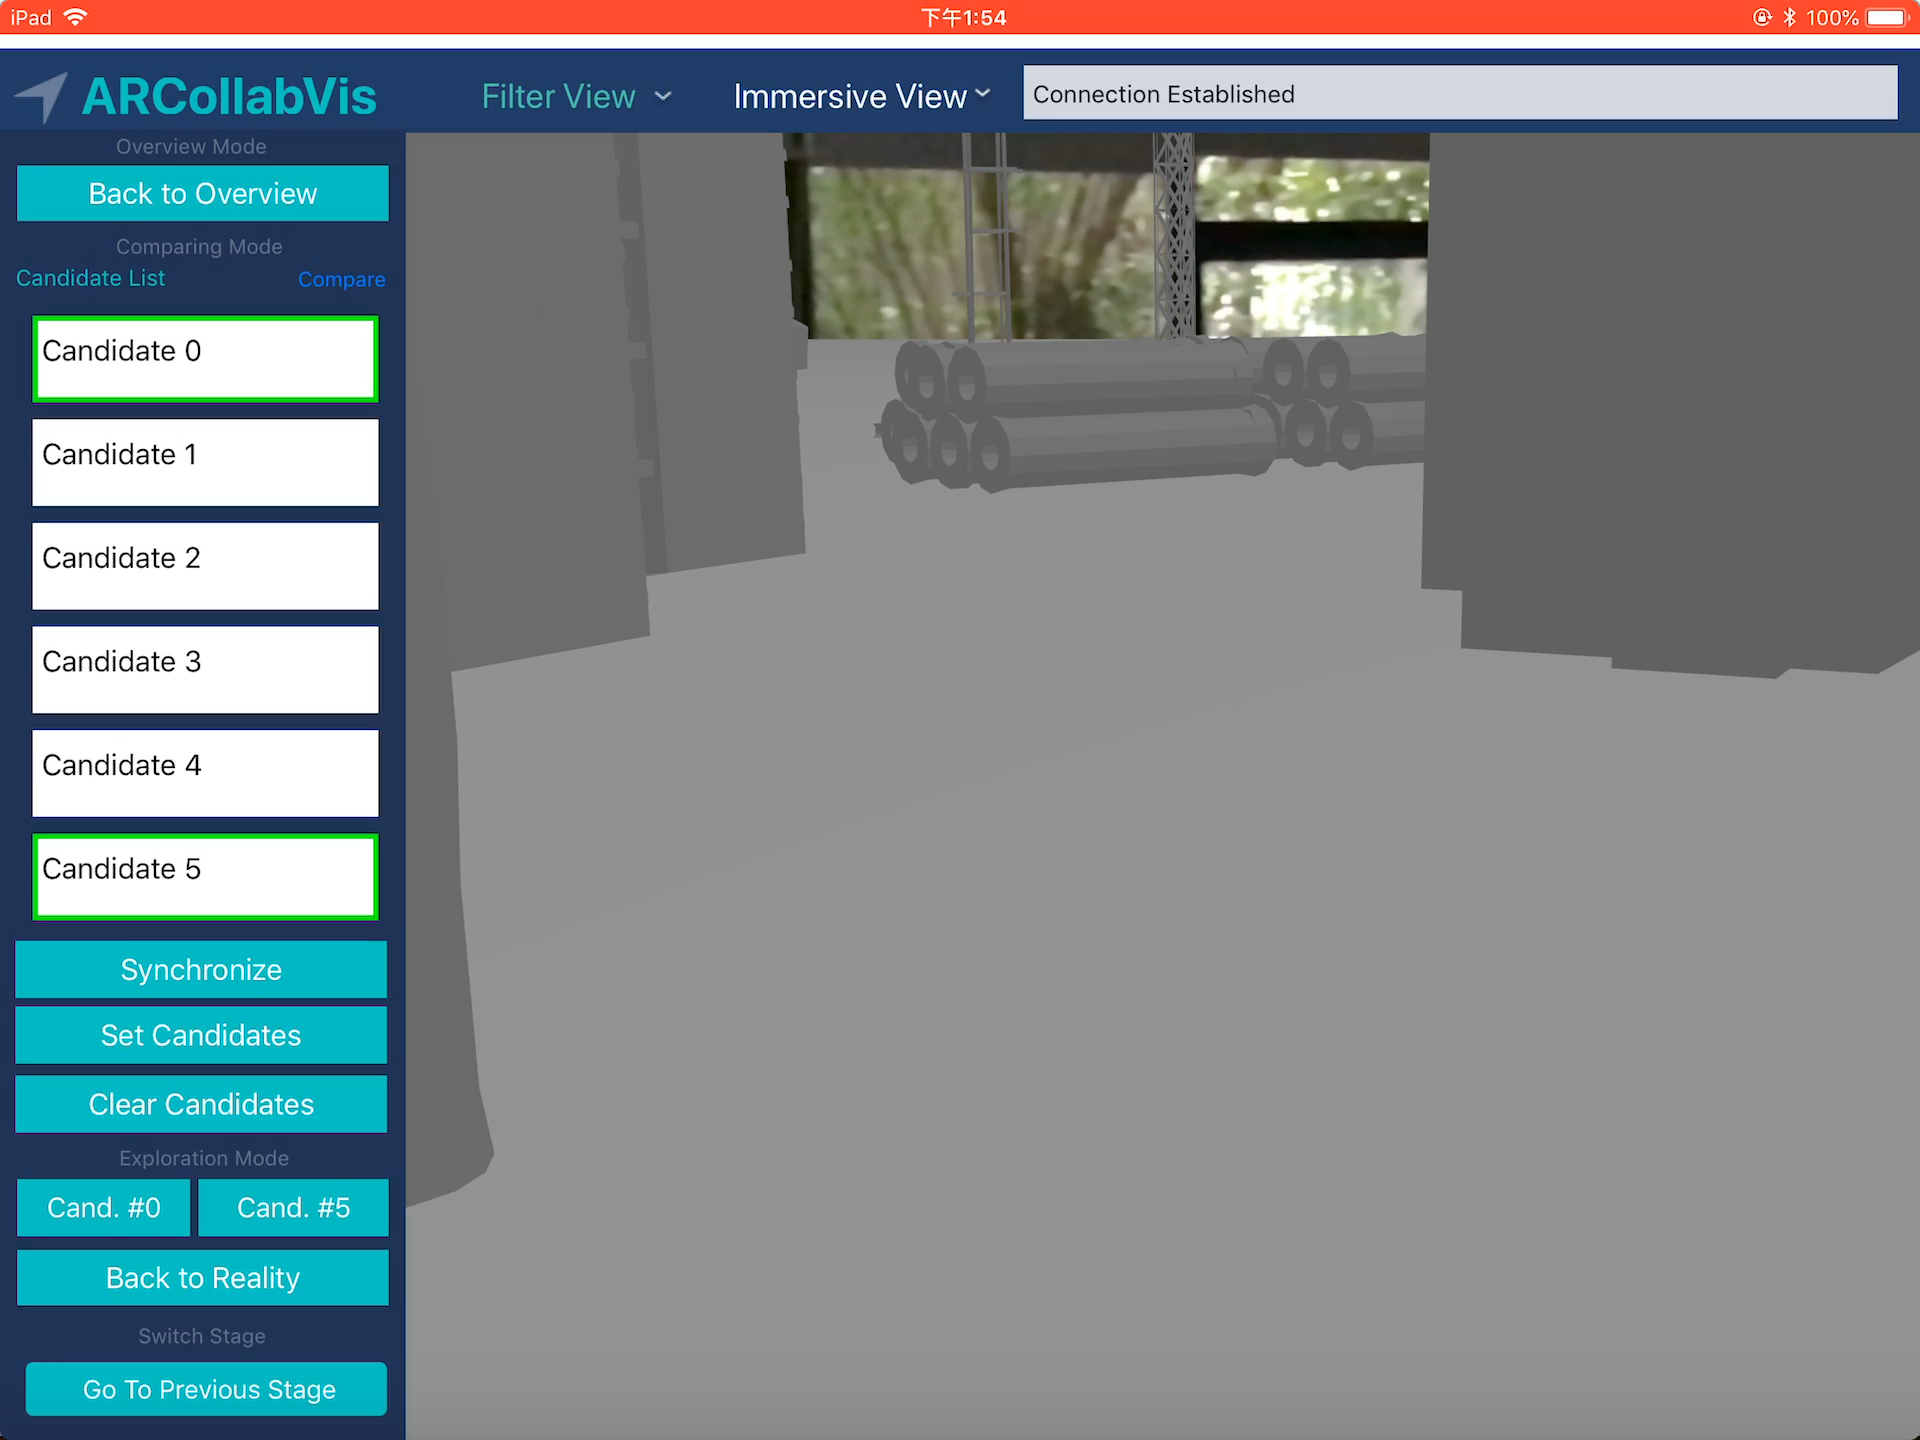 iPad 下午1:54 100%
ARCollabVis Filter View Immersive View Connection Established
Overview Mode
Back to Overview
Comparing Mode
Candidate List Compare
Candidate 0
Candidate 1
Candidate 2
Candidate 3
Candidate 4
Candidate 5
Synchronize
Set Candidates
Clear Candidates
Exploration Mode
Cand. #0 Cand. #5
Back to Reality
Switch Stage
Go To Previous Stage